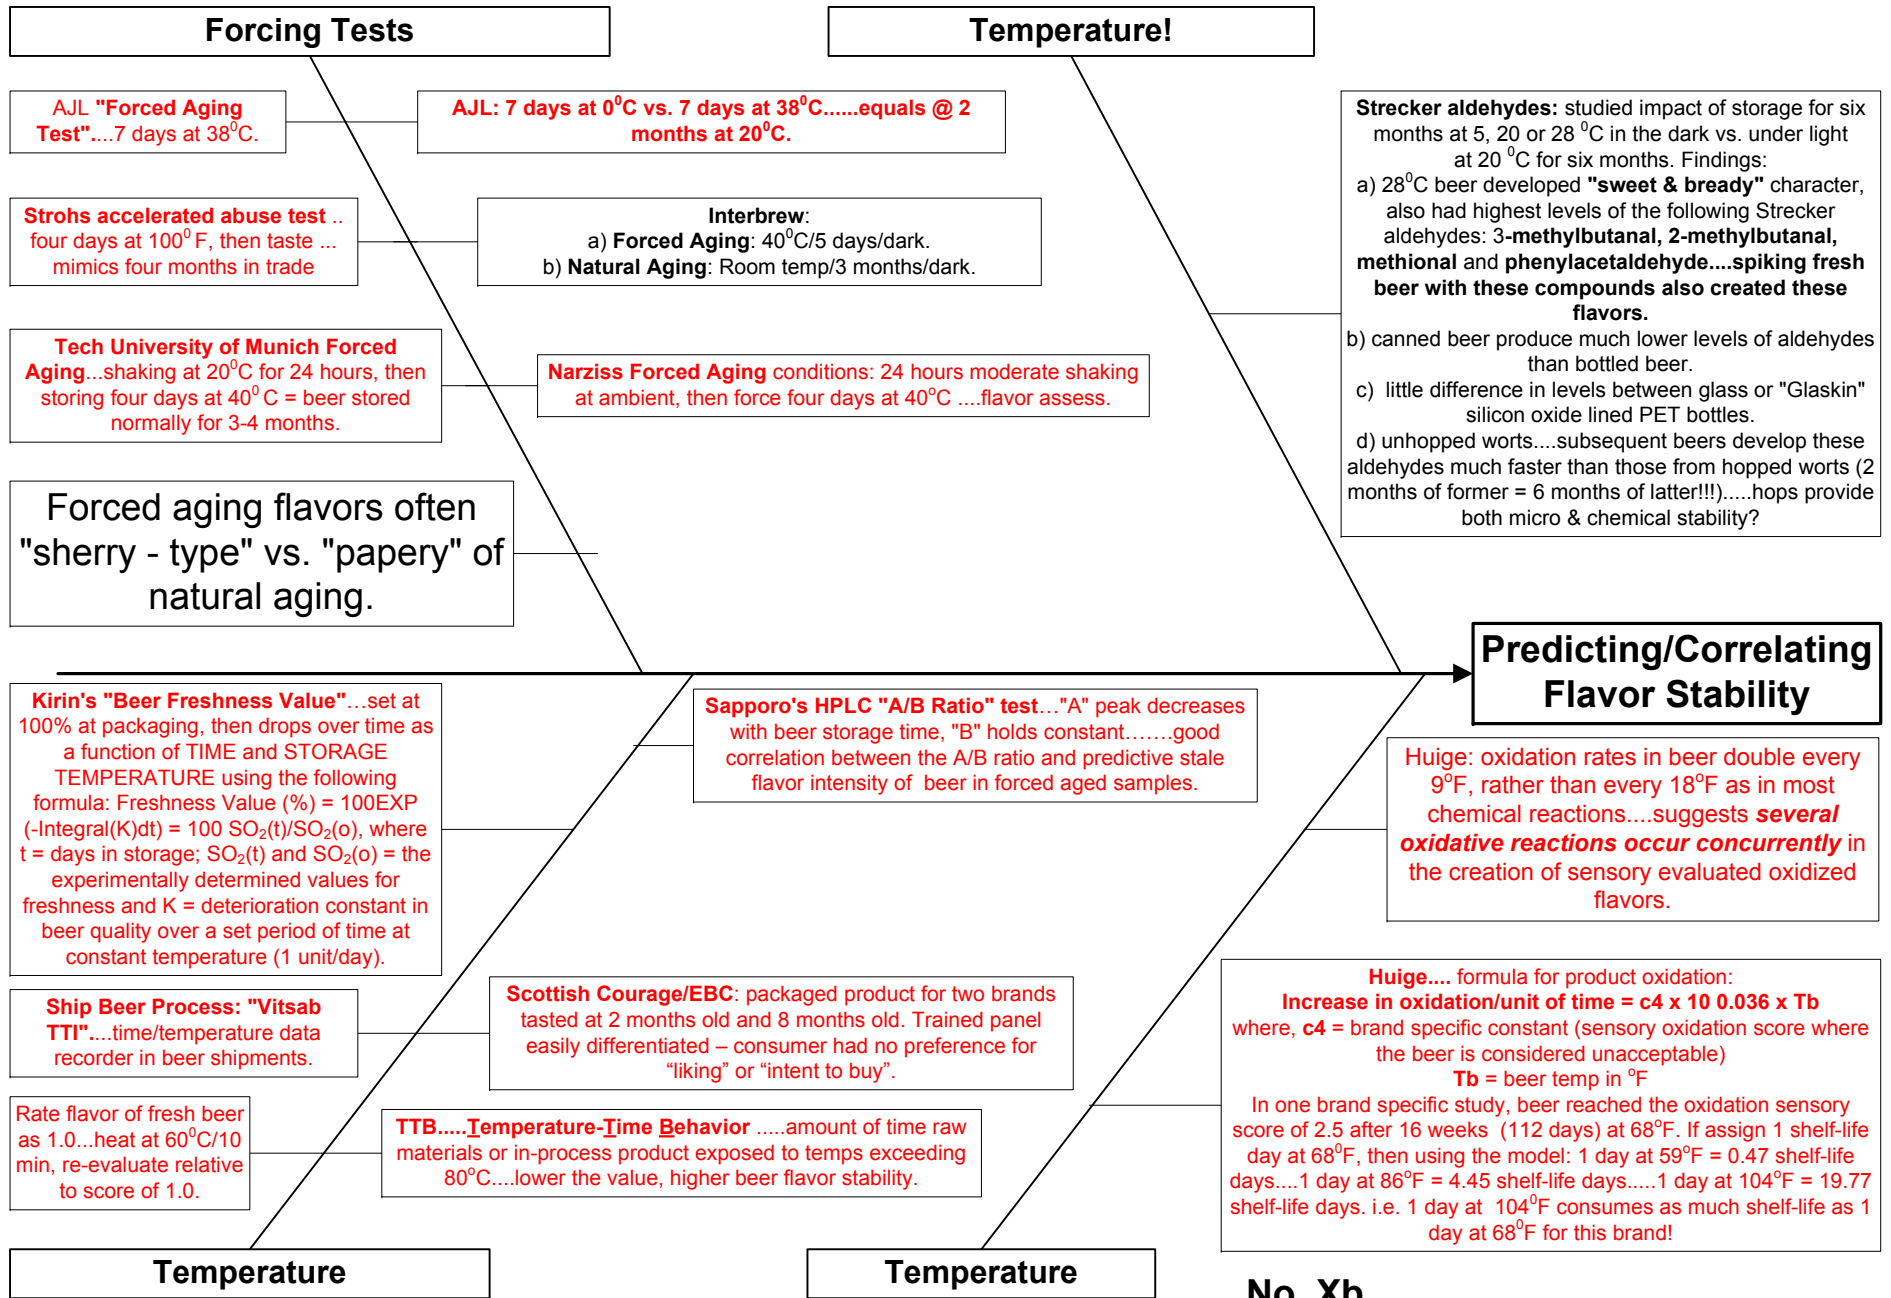 Forcing Tests
Temperature!
AJL "Forced Aging
Test"....7 days at 38⁰C.
AJL: 7 days at 0⁰C vs. 7 days at 38⁰C......equals @ 2
months at 20⁰C.
Strohs accelerated abuse test ..
four days at 100⁰ F, then taste ...
mimics four months in trade
Interbrew:
a) Forced Aging: 40⁰C/5 days/dark.
b) Natural Aging: Room temp/3 months/dark.
Tech University of Munich Forced
Aging...shaking at 20⁰C for 24 hours, then
storing four days at 40⁰ C = beer stored
normally for 3-4 months.
Narziss Forced Aging conditions: 24 hours moderate shaking
at ambient, then force four days at 40°C ....flavor assess.
Forced aging flavors often
"sherry - type" vs. "papery" of
natural aging.
Strecker aldehydes: studied impact of storage for six
months at 5, 20 or 28 ⁰C in the dark vs. under light
at 20 ⁰C for six months. Findings:
a) 28⁰C beer developed "sweet & bready" character,
also had highest levels of the following Strecker
aldehydes: 3-methylbutanal, 2-methylbutanal,
methional and phenylacetaldehyde....spiking fresh
beer with these compounds also created these
flavors.
b) canned beer produce much lower levels of aldehydes
than bottled beer.
c) little difference in levels between glass or "Glaskin"
silicon oxide lined PET bottles.
d) unhopped worts....subsequent beers develop these
aldehydes much faster than those from hopped worts (2
months of former = 6 months of latter!!!).....hops provide
both micro & chemical stability?
Predicting/Correlating
Flavor Stability
Kirin's "Beer Freshness Value"…set at
100% at packaging, then drops over time as
a function of TIME and STORAGE
TEMPERATURE using the following
formula: Freshness Value (%) = 100EXP
(-Integral(K)dt) = 100 SO₂(t)/SO₂(o), where
t = days in storage; SO₂(t) and SO₂(o) = the
experimentally determined values for
freshness and K = deterioration constant in
beer quality over a set period of time at
constant temperature (1 unit/day).
Sapporo's HPLC "A/B Ratio" test…"A" peak decreases
with beer storage time, "B" holds constant…….good
correlation between the A/B ratio and predictive stale
flavor intensity of beer in forced aged samples.
Huige: oxidation rates in beer double every
9°F, rather than every 18°F as in most
chemical reactions....suggests several
oxidative reactions occur concurrently in
the creation of sensory evaluated oxidized
flavors.
Ship Beer Process: "Vitsab
TTI"....time/temperature data
recorder in beer shipments.
Scottish Courage/EBC: packaged product for two brands
tasted at 2 months old and 8 months old. Trained panel
easily differentiated – consumer had no preference for
“liking” or “intent to buy”.
Rate flavor of fresh beer
as 1.0...heat at 60⁰C/10
min, re-evaluate relative
to score of 1.0.
TTB.....Temperature-Time Behavior .....amount of time raw
materials or in-process product exposed to temps exceeding
80°C....lower the value, higher beer flavor stability.
Huige.... formula for product oxidation:
Increase in oxidation/unit of time = c4 x 10 0.036 x Tb
where, c4 = brand specific constant (sensory oxidation score where
the beer is considered unacceptable)
Tb = beer temp in °F
In one brand specific study, beer reached the oxidation sensory
score of 2.5 after 16 weeks (112 days) at 68°F. If assign 1 shelf-life
day at 68⁰F, then using the model: 1 day at 59°F = 0.47 shelf-life
days....1 day at 86°F = 4.45 shelf-life days.....1 day at 104°F = 19.77
shelf-life days. i.e. 1 day at 104⁰F consumes as much shelf-life as 1
day at 68⁰F for this brand!
Temperature
Temperature
No. Xb